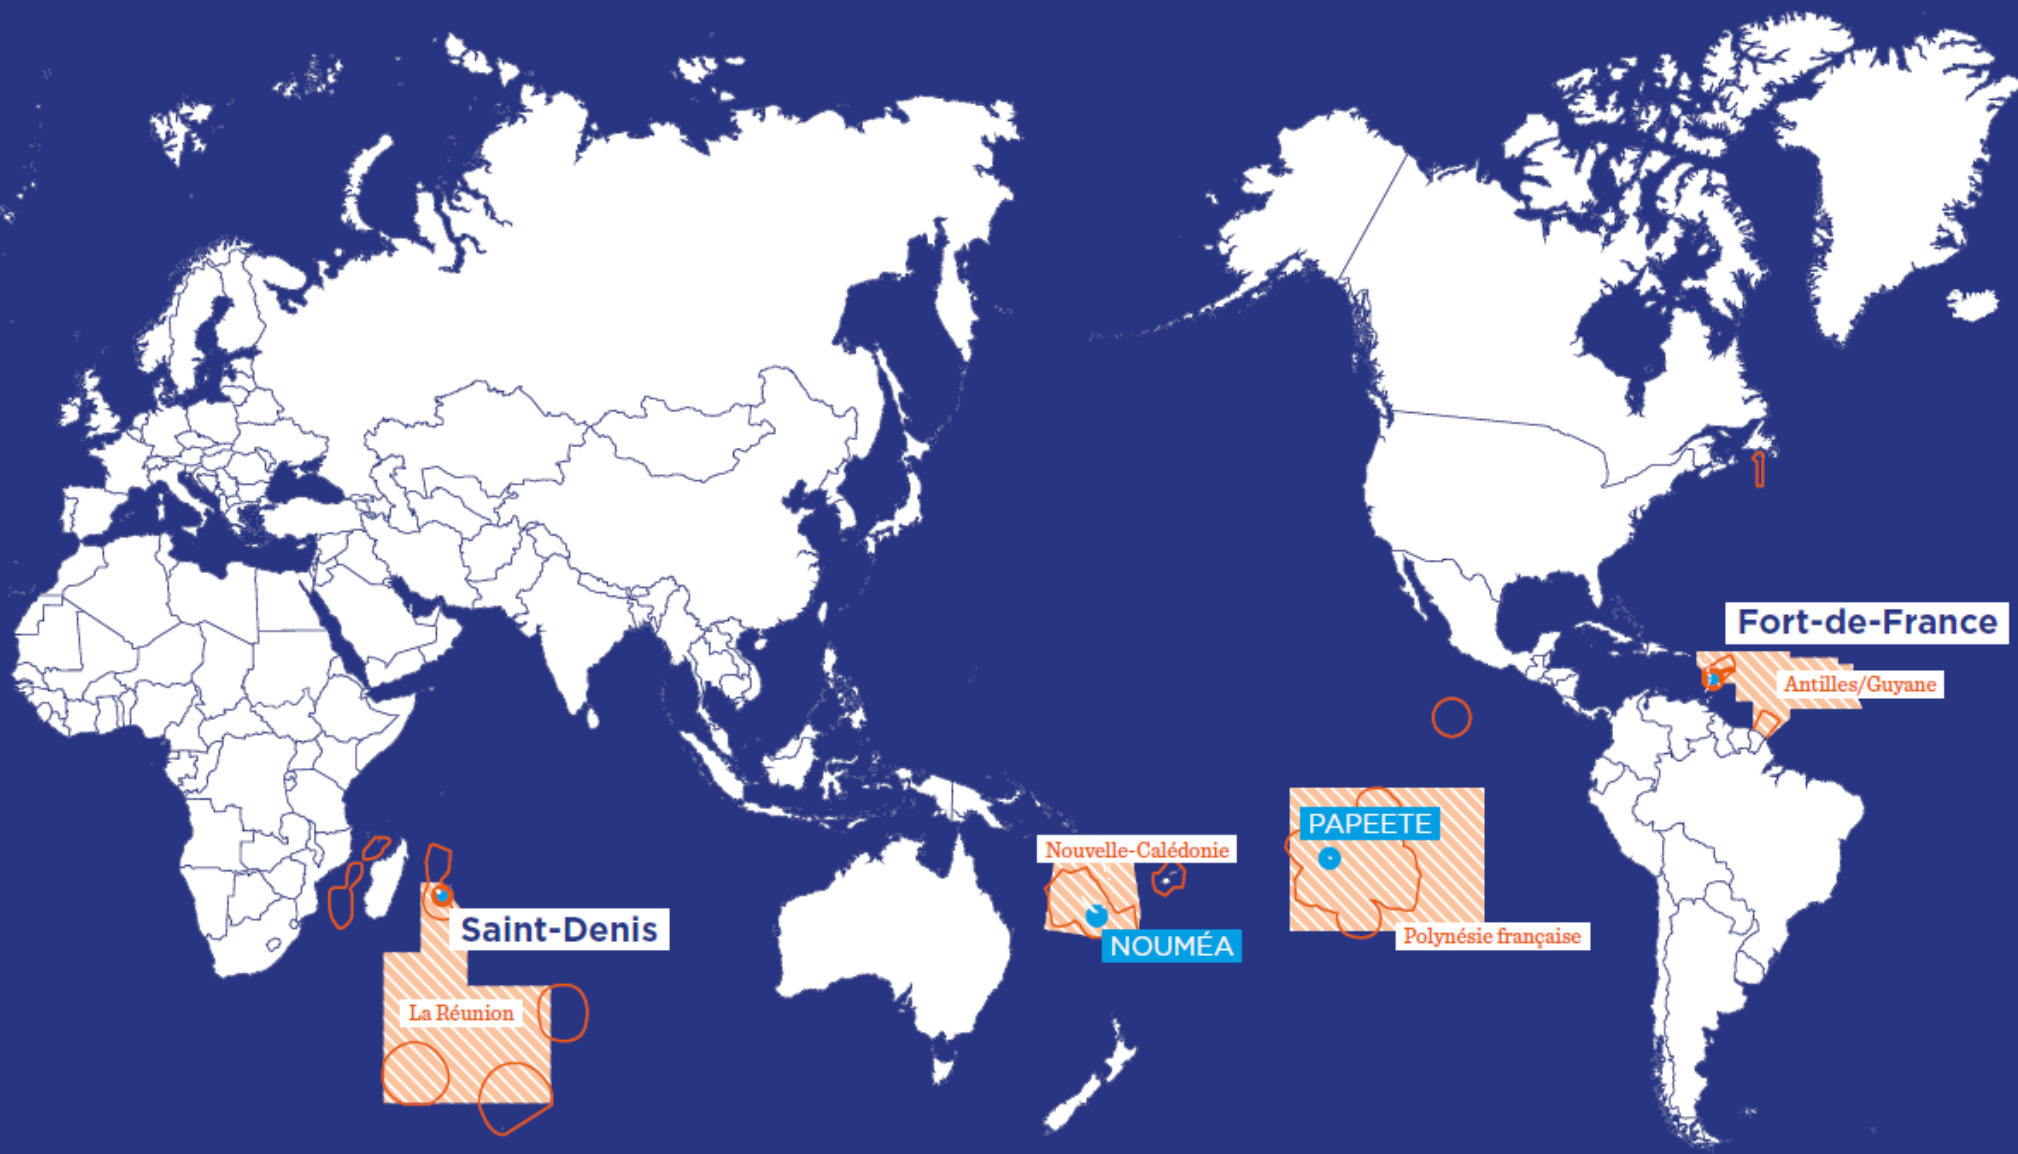 Fort-de-France
Antilles/Guyane
PAPEETE
Nouvelle-Calédonie
Saint-Denis
Polynésie française
NOUMÉA
La Réunion